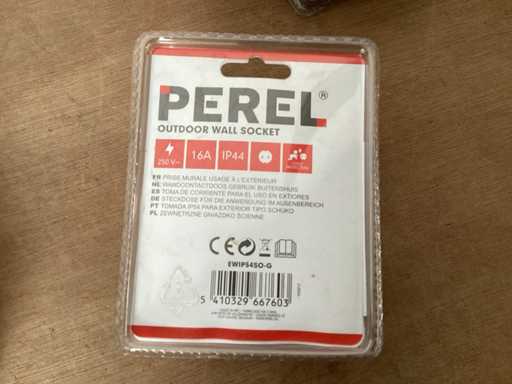 PEREL®
OUTDOOR WALL SOCKET
250 V~ 16A IP44
FR PRISE MURALE USAGE À L'EXTÉRIEUR
NL WANDCONTACTDOOS GEBRUIK BUITENSHUIS
ES TOMA DE CORRIENTE PARA EL USO EN EXTIORES
DE STECKDOSE FÜR DIE ANWENDUNG IM AUßENBEREICH
PT TOMADA IP54 PARA EXTERIOR TIPO SCHUKO
PL ZEWNĘTRZNE GNIAZDKO ŚCIENNE
CE
EWIP54SO-G
5 410329 667603